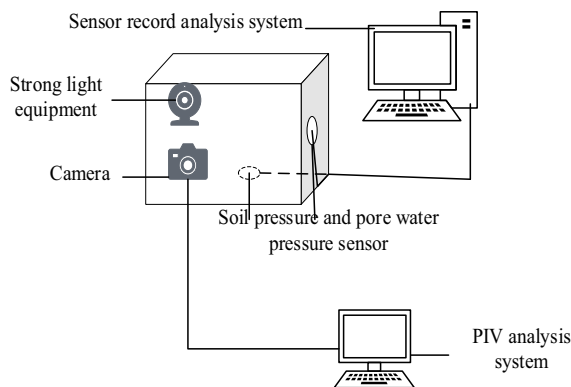 Sensor record analysis system
Strong light
equipment
Camera
Soil pressure and pore water
pressure sensor
PIV analysis
system